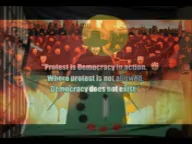 "Protest is Democracy in action.
Where protest is not allowed,
Democracy does not exist"